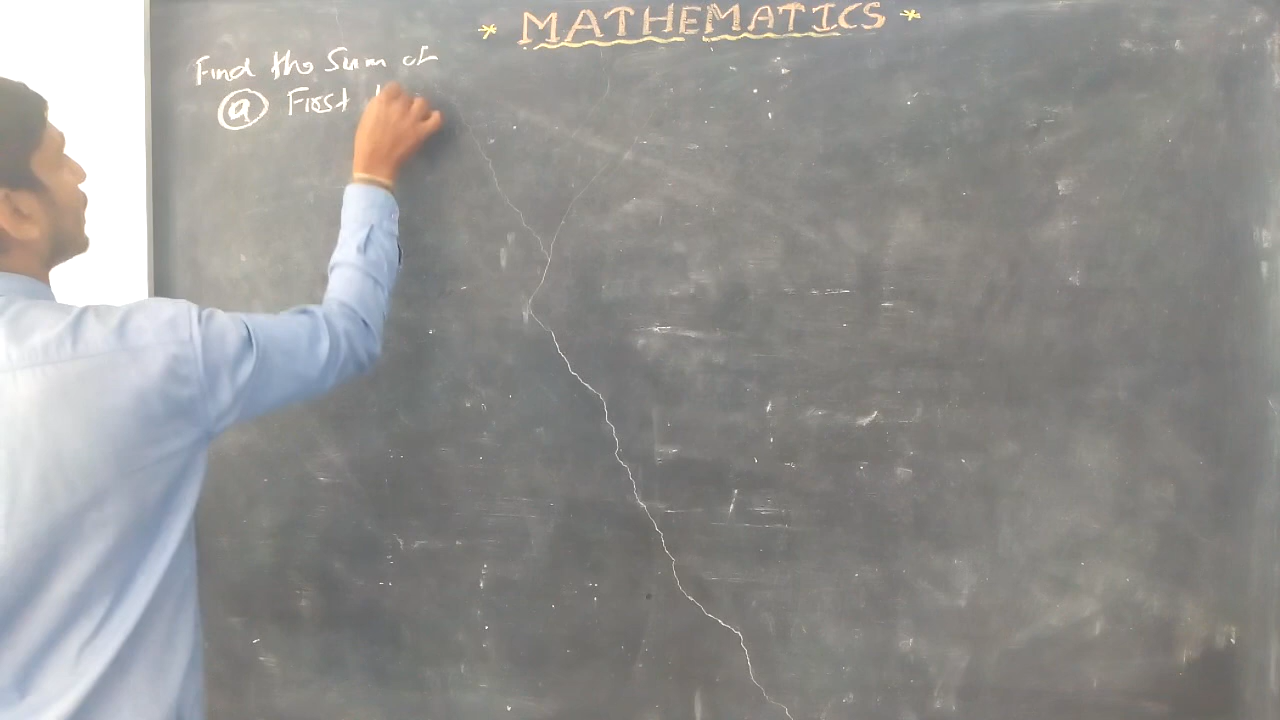 * MATHEMATICS *
Find the Sum of
(a) First